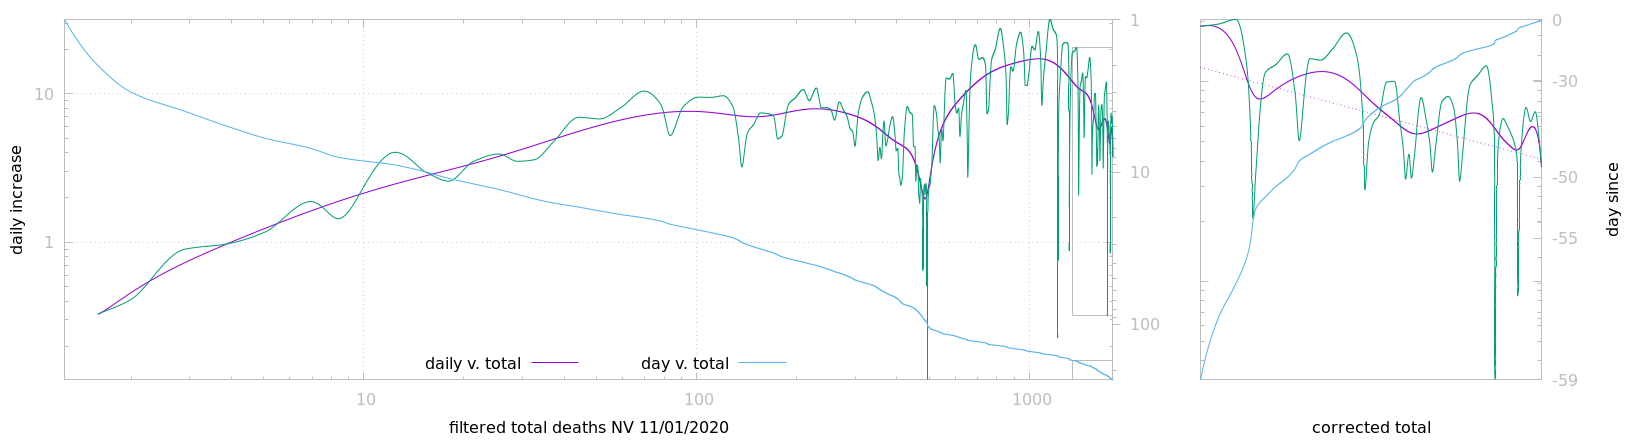 daily increase
10
1
1
10
100
daily v. total
day v. total
10
100
1000
filtered total deaths NV 11/01/2020
0
-30
-50
-55
-59
day since
corrected total